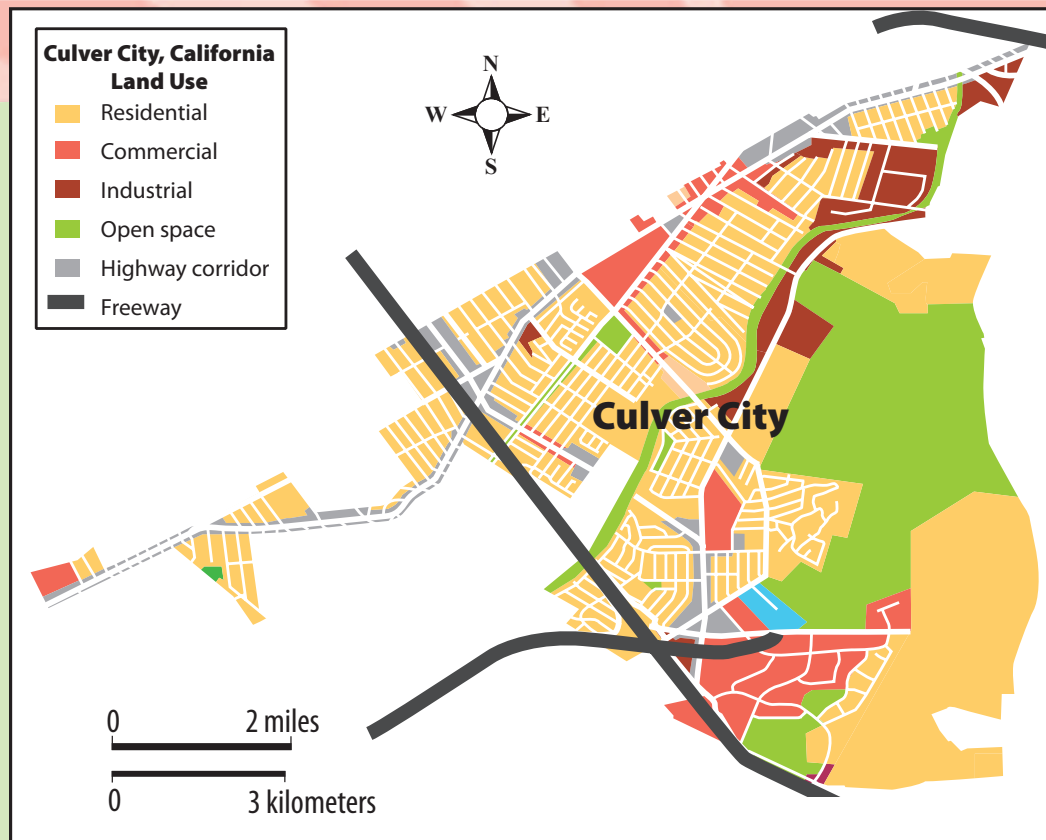 Culver City, California
Land Use
Residential
Commercial
Industrial
Open space
Highway corridor
Freeway
N
W E
S
Culver City
0 2 miles
0 3 kilometers